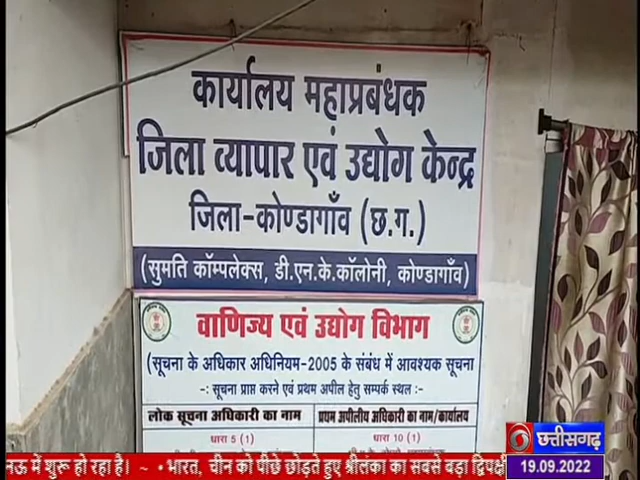 कार्यालय महाप्रबंधक
जिला व्यापार एवं उद्योग केन्द्र
जिला-कोण्डागाँव (छ.ग.)
(सुमति कॉम्पलेक्स, डी.एन.के.कॉलोनी, कोण्डागाँव)
वाणिज्य एवं उद्योग विभाग
(सूचना के अधिकार अधिनियम-2005 के संबंध में आवश्यक सूचना
-: सूचना प्राप्त करने एवं प्रथम अपील हेतु सम्पर्क स्थल :-
लोक सूचना अधिकारी का नाम
प्रथम अपीलीय अधिकारी का नाम/कार्यालय
धारा 5 (1)
धारा 10 (1)
छत्तीसगढ़
नऊ में शुरू हो रहा है। ~ • भारत, चीन को पीछे छोड़ते हुए श्रीलंका का सबसे बड़ा द्विपक्षी
19.09.2022